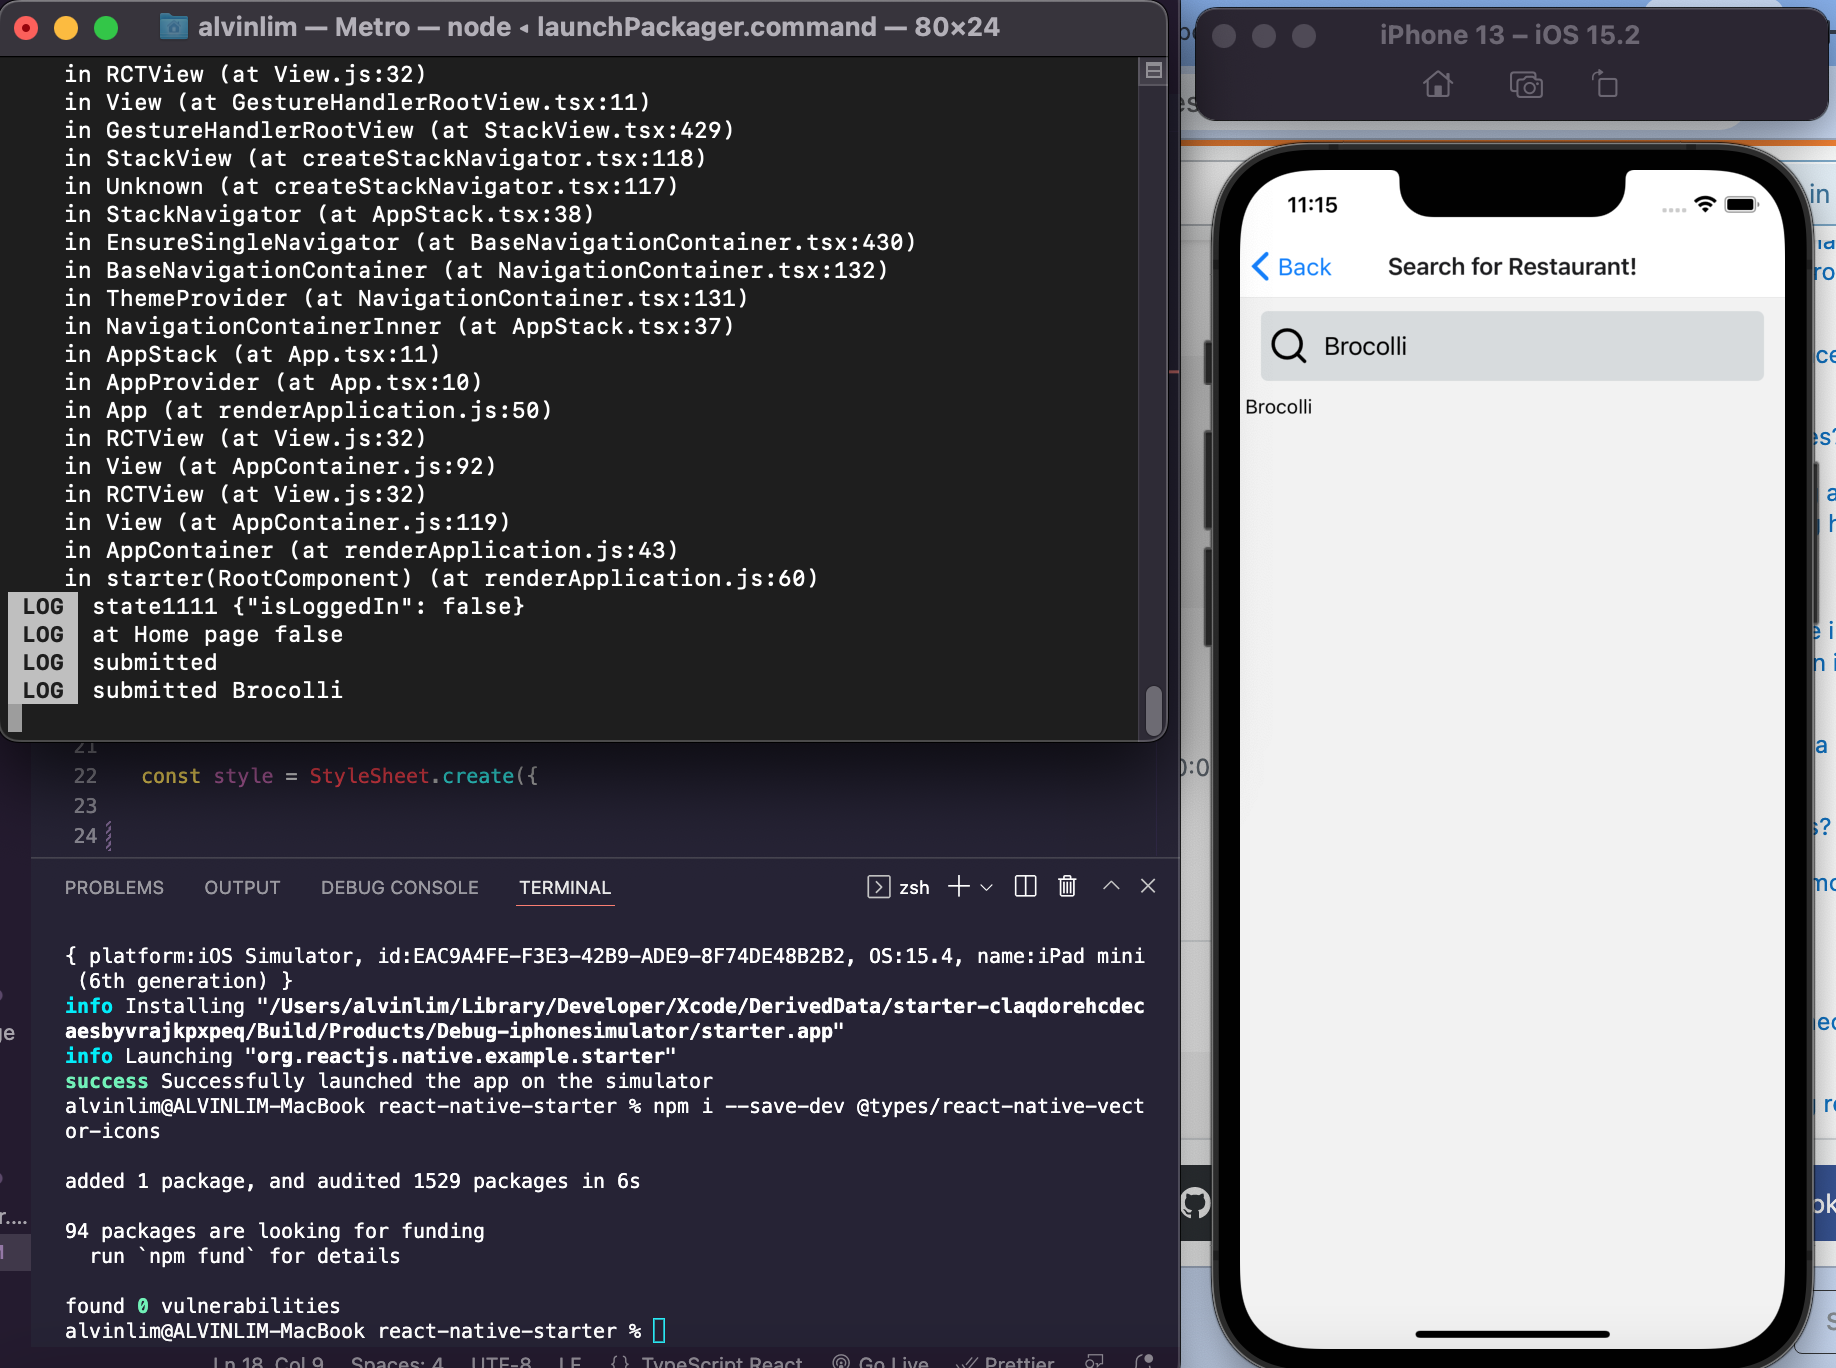 alvinlim — Metro — node ◂ launchPackager.command — 80×24
in RCTView (at View.js:32)
in View (at GestureHandlerRootView.tsx:11)
in GestureHandlerRootView (at StackView.tsx:429)
in StackView (at createStackNavigator.tsx:118)
in Unknown (at createStackNavigator.tsx:117)
in StackNavigator (at AppStack.tsx:38)
in EnsureSingleNavigator (at BaseNavigationContainer.tsx:430)
in BaseNavigationContainer (at NavigationContainer.tsx:132)
in ThemeProvider (at NavigationContainer.tsx:131)
in NavigationContainerInner (at AppStack.tsx:37)
in AppStack (at App.tsx:11)
in AppProvider (at App.tsx:10)
in App (at renderApplication.js:50)
in RCTView (at View.js:32)
in View (at AppContainer.js:92)
in RCTView (at View.js:32)
in View (at AppContainer.js:119)
in AppContainer (at renderApplication.js:43)
in starter(RootComponent) (at renderApplication.js:60)
LOG state1111 {"isLoggedIn": false}
LOG at Home page false
LOG submitted
LOG submitted Brocolli
21
22 const style = StyleSheet.create({
23
24
PROBLEMS OUTPUT DEBUG CONSOLE TERMINAL zsh
{ platform:iOS Simulator, id:EAC9A4FE-F3E3-42B9-ADE9-8F74DE48B2B2, OS:15.4, name:iPad mini
(6th generation) }
info Installing "/Users/alvinlim/Library/Developer/Xcode/DerivedData/starter-claqdorehcdec
aesbyvrajkpxpeq/Build/Products/Debug-iphonesimulator/starter.app"
info Launching "org.reactjs.native.example.starter"
success Successfully launched the app on the simulator
alvinlim@ALVINLIM-MacBook react-native-starter % npm i --save-dev @types/react-native-vect
or-icons
added 1 package, and audited 1529 packages in 6s
94 packages are looking for funding
run `npm fund` for details
found 0 vulnerabilities
alvinlim@ALVINLIM-MacBook react-native-starter %
Ln 18, Col 9 Spaces: 4 UTF-8 LF {} TypeScript React Go Live Prettier
iPhone 13 – iOS 15.2
11:15
Back Search for Restaurant!
Brocolli
Brocolli